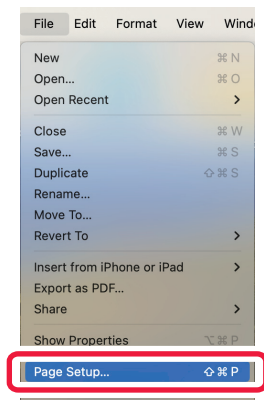 File Edit Format View
New ⌘ N
Open... ⌘ O
Open Recent >
Close ⌘ W
Save... ⌘ S
Duplicate ⇧ ⌘ S
Rename...
Move To...
Revert To >
Insert from iPhone or iPad >
Export as PDF...
Share >
Show Properties ⌥ ⌘ P
Page Setup... ⇧ ⌘ P